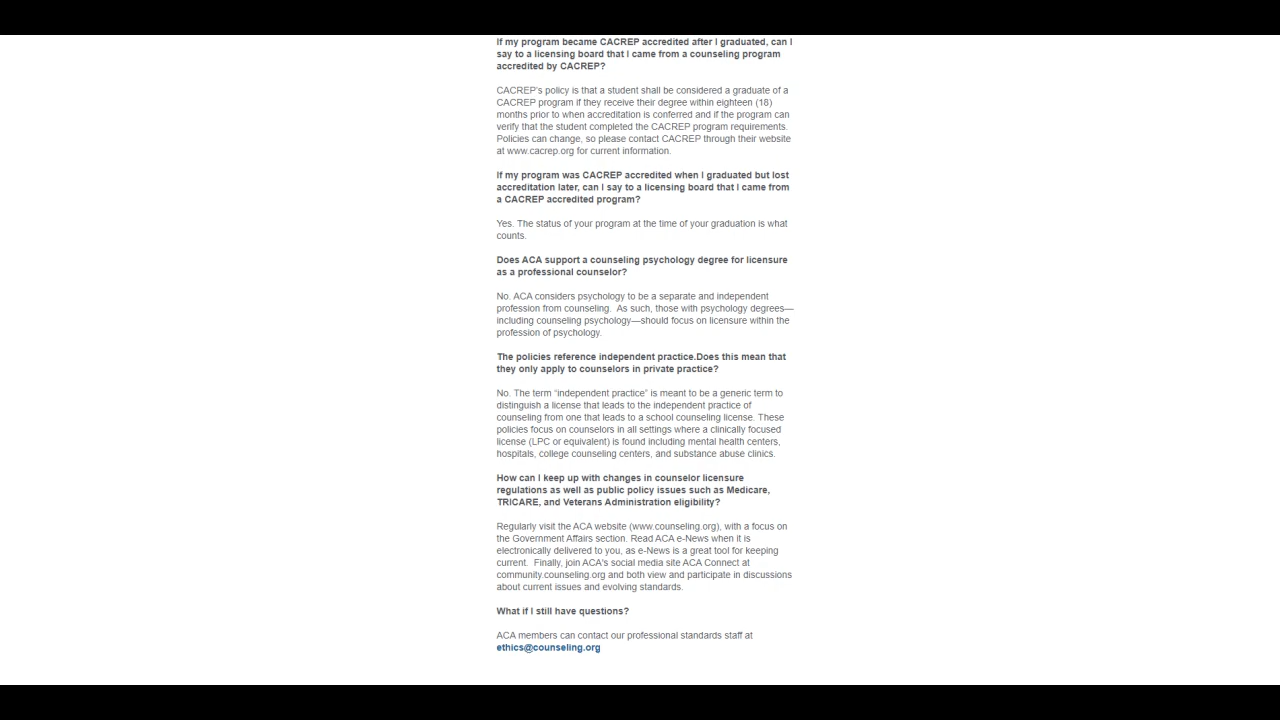 If my program became CACREP accredited after I graduated, can I
say to a licensing board that I came from a counseling program
accredited by CACREP?
CACREP's policy is that a student shall be considered a graduate of a
CACREP program if they receive their degree within eighteen (18)
months prior to when accreditation is conferred and if the program can
verify that the student completed the CACREP program requirements.
Policies can change, so please contact CACREP through their website
at www.cacrep.org for current information.
If my program was CACREP accredited when I graduated but lost
accreditation later, can I say to a licensing board that I came from
a CACREP accredited program?
Yes. The status of your program at the time of your graduation is what
counts.
Does ACA support a counseling psychology degree for licensure
as a professional counselor?
No. ACA considers psychology to be a separate and independent
profession from counseling.  As such, those with psychology degrees—
including counseling psychology—should focus on licensure within the
profession of psychology.
The policies reference independent practice.Does this mean that
they only apply to counselors in private practice?
No. The term “independent practice” is meant to be a generic term to
distinguish a license that leads to the independent practice of
counseling from one that leads to a school counseling license. These
policies focus on counselors in all settings where a clinically focused
license (LPC or equivalent) is found including mental health centers,
hospitals, college counseling centers, and substance abuse clinics.
How can I keep up with changes in counselor licensure
regulations as well as public policy issues such as Medicare,
TRICARE, and Veterans Administration eligibility?
Regularly visit the ACA website (www.counseling.org), with a focus on
the Government Affairs section. Read ACA e-News when it is
electronically delivered to you, as e-News is a great tool for keeping
current.  Finally, join ACA's social media site ACA Connect at
community.counseling.org and both view and participate in discussions
about current issues and evolving standards.
What if I still have questions?
ACA members can contact our professional standards staff at
ethics@counseling.org